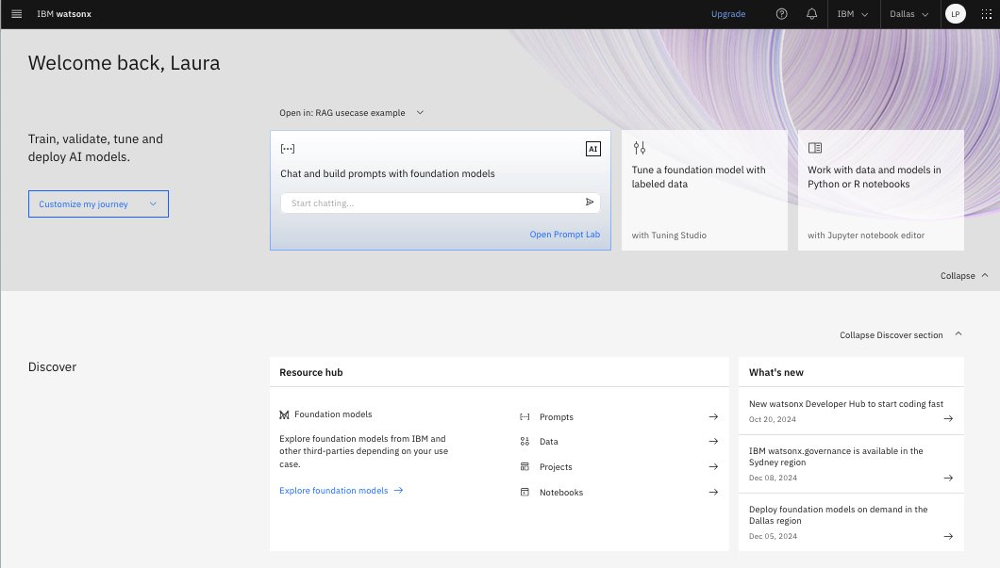 IBM watsonx
Upgrade
IBM
Dallas
LP
Welcome back, Laura
Train, validate, tune and
deploy AI models.
Customize my journey
Open in: RAG usecase example
AI
Chat and build prompts with foundation models
Start chatting...
Open Prompt Lab
Tune a foundation model with
labeled data
with Tuning Studio
Work with data and models in
Python or R notebooks
with Jupyter notebook editor
Collapse
Collapse Discover section
Discover
Resource hub
Foundation models
Explore foundation models from IBM and
other third-parties depending on your use
case.
Explore foundation models
Prompts
Data
Projects
Notebooks
What's new
New watsonx Developer Hub to start coding fast
Oct 20, 2024
IBM watsonx.governance is available in the
Sydney region
Dec 08, 2024
Deploy foundation models on demand in the
Dallas region
Dec 05, 2024